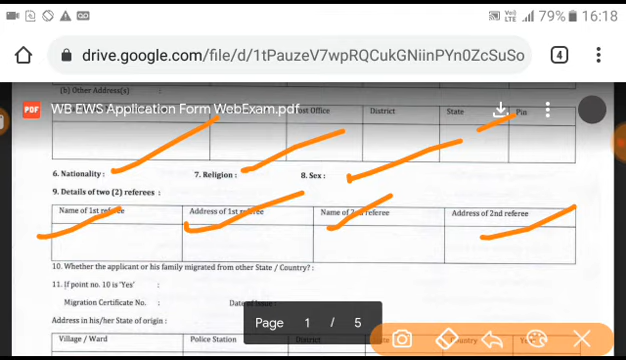 79% 16:18
drive.google.com/file/d/1tPauzeV7wpRQCukGNiinPYn0ZcSuSo 4
(b) Other Address(s) :
PDF WB EWS Application Form WebExam.pdf
Post Office District State Pin
6. Nationality : 7. Religion : 8. Sex :
9. Details of two (2) referees :
Name of 1st referee Address of 1st referee Name of 2nd referee Address of 2nd referee
10. Whether the applicant or his family migrated from other State / Country? :
11. If point no. 10 is 'Yes' :
Migration Certificate No. : Date of Issue :
Address in his/her State of origin :
Page 1 / 5
Village / Ward Police Station District State Country